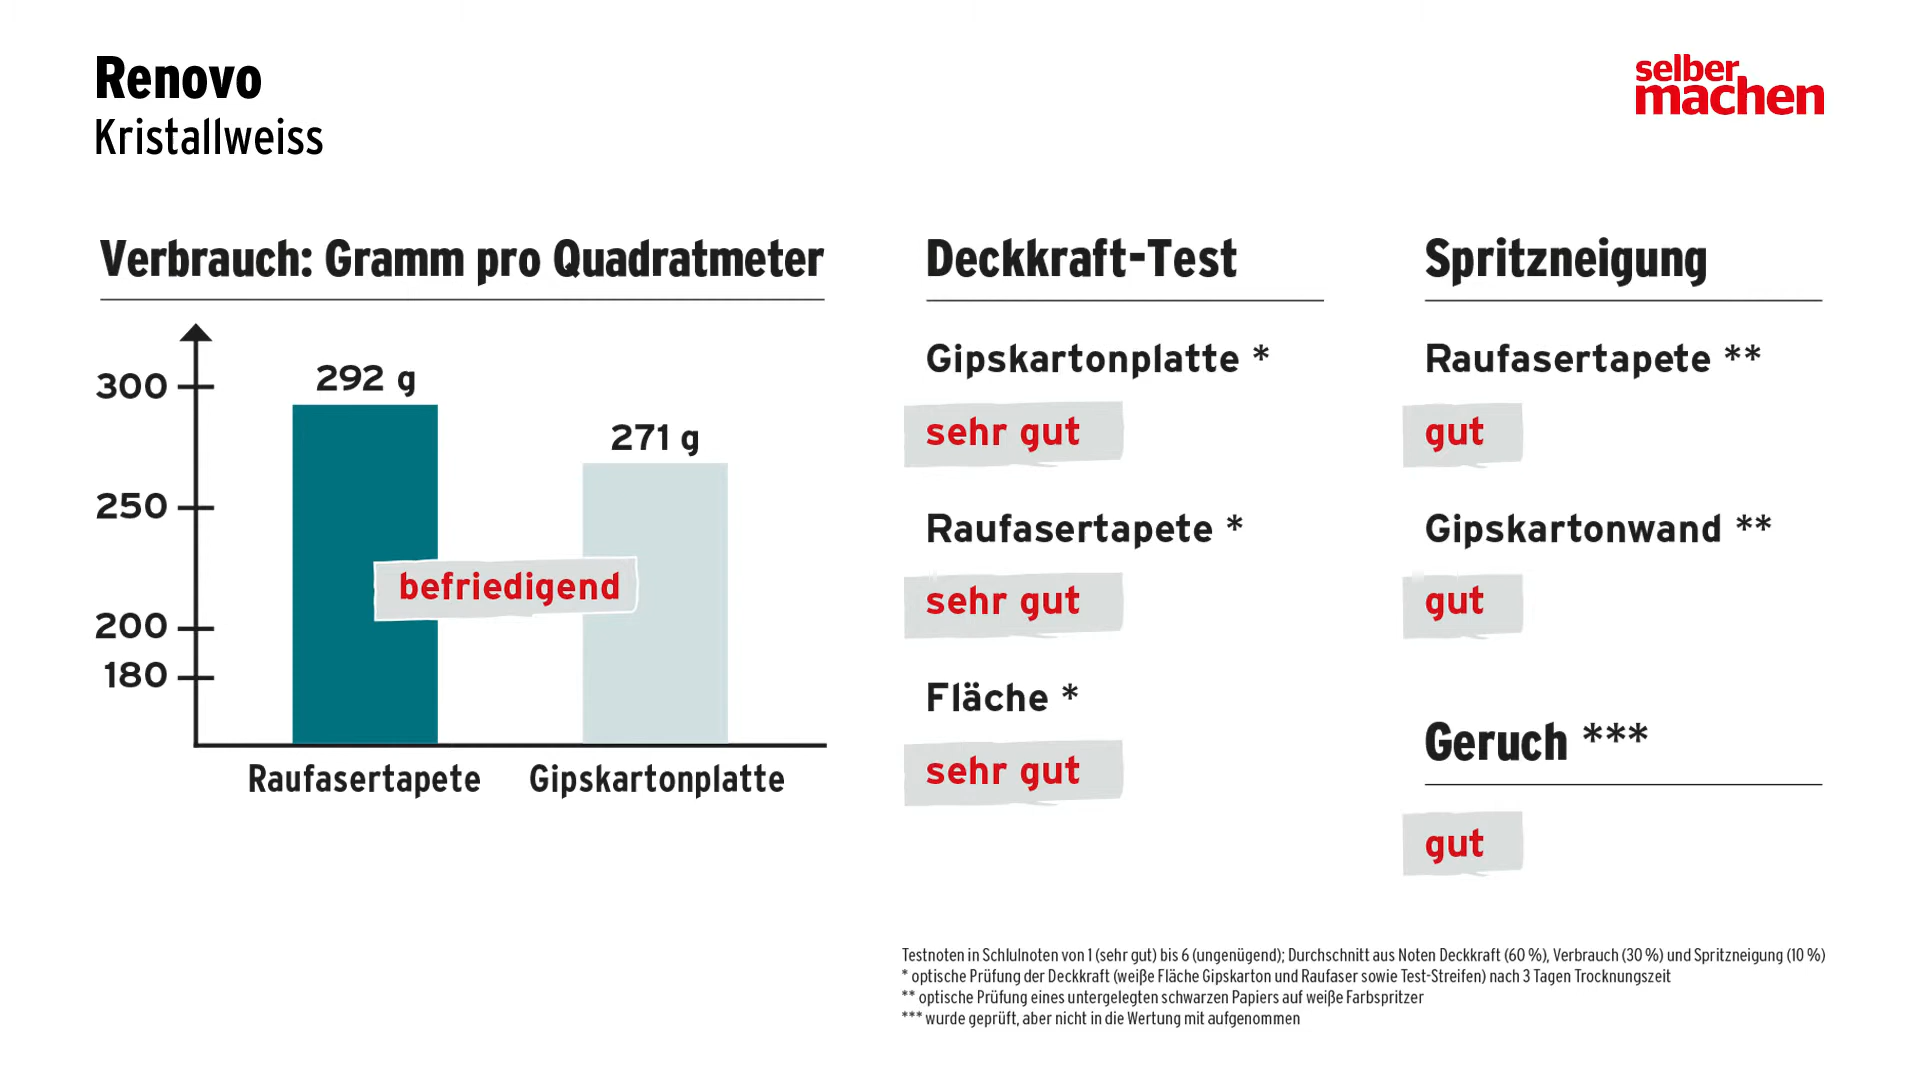 Renovo
Kristallweiss
selber
machen
Verbrauch: Gramm pro Quadratmeter
300
250
200
180
292 g
271 g
befriedigend
Raufasertapete
Gipskartonplatte
Deckkraft-Test
Gipskartonplatte *
sehr gut
Raufasertapete *
sehr gut
Fläche *
sehr gut
Spritzneigung
Raufasertapete **
gut
Gipskartonwand **
gut
Geruch ***
gut
Testnoten in Schlulnoten von 1 (sehr gut) bis 6 (ungenügend); Durchschnitt aus Noten Deckkraft (60 %), Verbrauch (30 %) und Spritzneigung (10 %)
* optische Prüfung der Deckkraft (weiße Fläche Gipskarton und Raufaser sowie Test-Streifen) nach 3 Tagen Trocknungszeit
** optische Prüfung eines untergelegten schwarzen Papiers auf weiße Farbspritzer
*** wurde geprüft, aber nicht in die Wertung mit aufgenommen